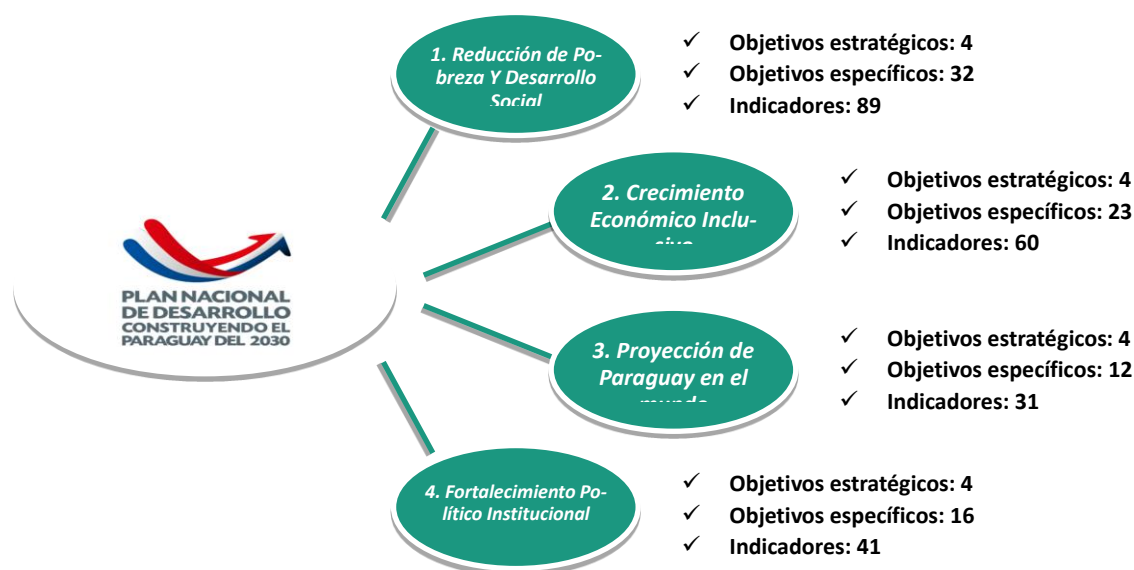 1. Reducción de Po-
breza Y Desarrollo
Social
✓ Objetivos estratégicos: 4
✓ Objetivos específicos: 32
✓ Indicadores: 89
2. Crecimiento
Económico Inclu-
sivo
✓ Objetivos estratégicos: 4
✓ Objetivos específicos: 23
✓ Indicadores: 60
PLAN NACIONAL
DE DESARROLLO
CONSTRUYENDO EL
PARAGUAY DEL 2030
3. Proyección de
Paraguay en el
mundo
✓ Objetivos estratégicos: 4
✓ Objetivos específicos: 12
✓ Indicadores: 31
4. Fortalecimiento Po-
lítico Institucional
✓ Objetivos estratégicos: 4
✓ Objetivos específicos: 16
✓ Indicadores: 41